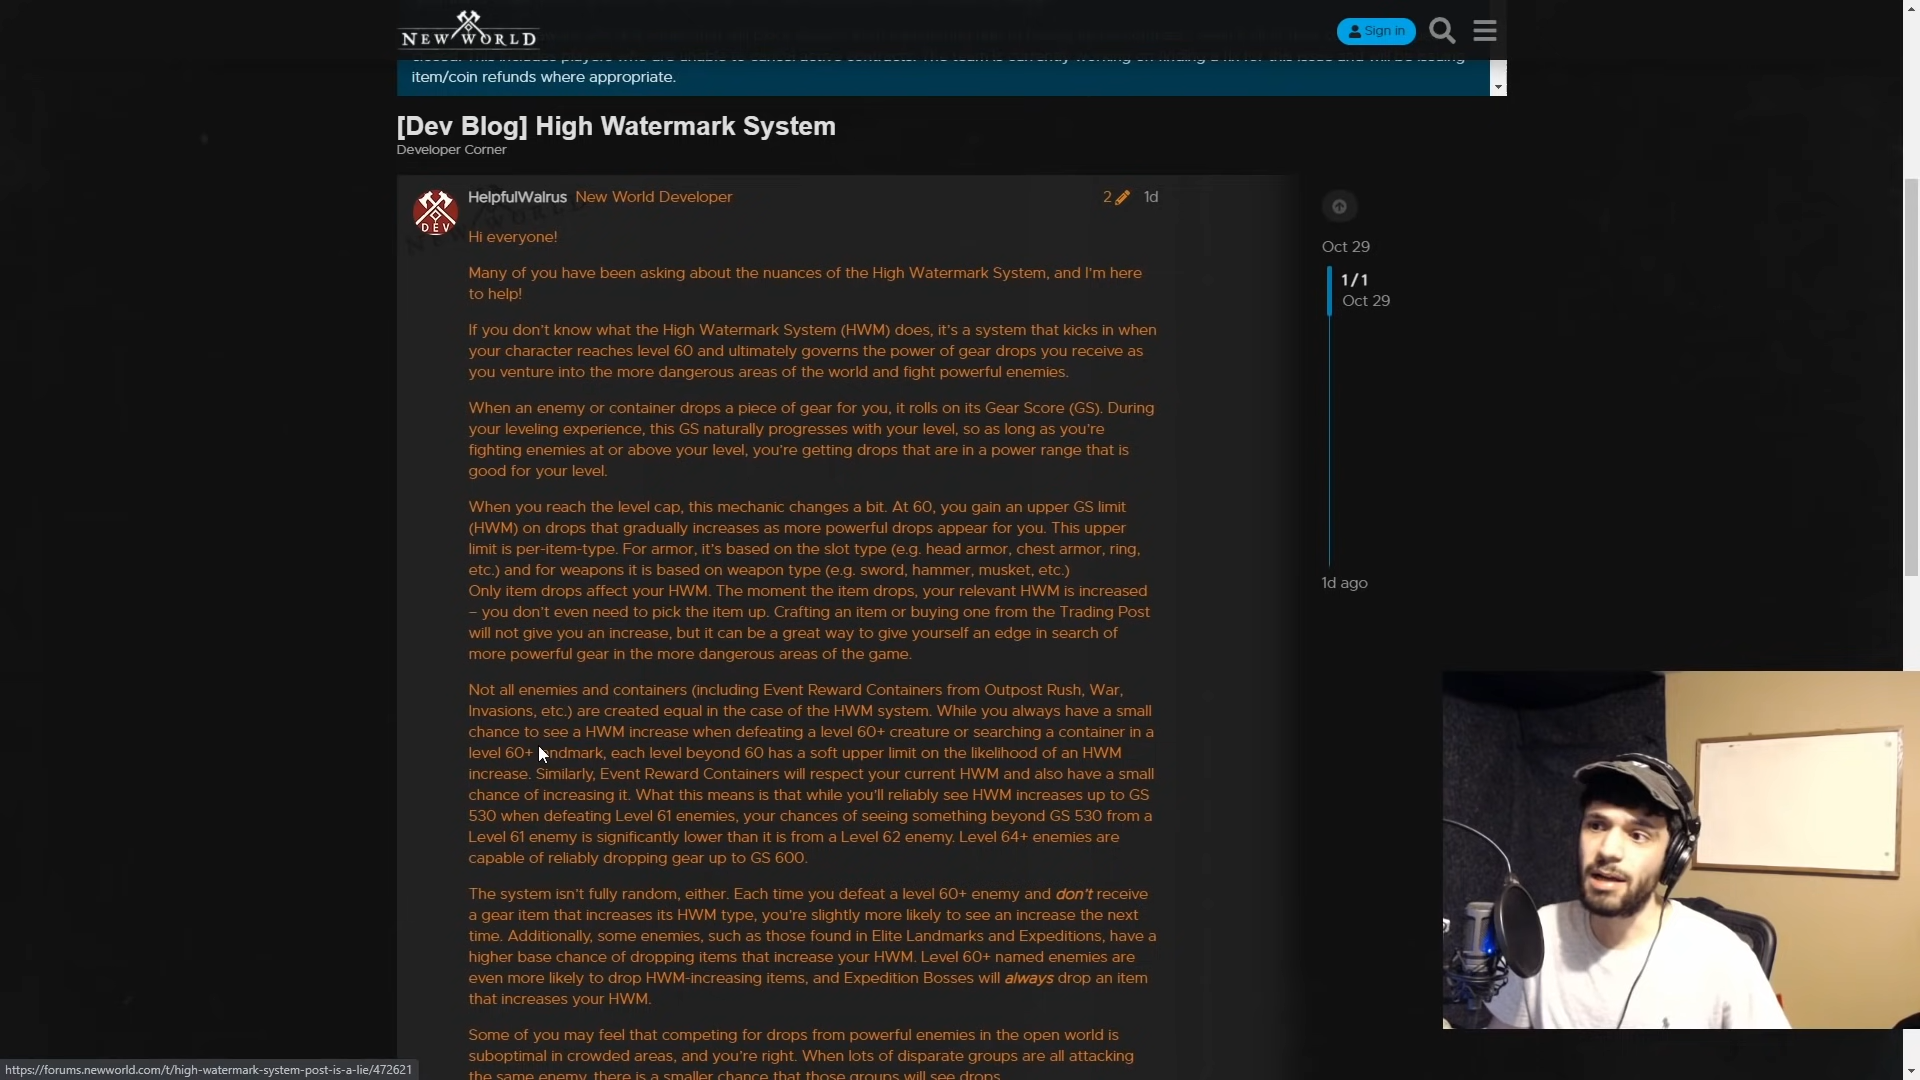 NEW WORLD
Sign in
item/coin refunds where appropriate.
[Dev Blog] High Watermark System
Developer Corner
HelpfulWalrus New World Developer 2 1d
DEV
Hi everyone!
Many of you have been asking about the nuances of the High Watermark System, and I'm here
to help!
If you don't know what the High Watermark System (HWM) does, it's a system that kicks in when
your character reaches level 60 and ultimately governs the power of gear drops you receive as
you venture into the more dangerous areas of the world and fight powerful enemies.
When an enemy or container drops a piece of gear for you, it rolls on its Gear Score (GS). During
your leveling experience, this GS naturally progresses with your level, so as long as you're
fighting enemies at or above your level, you're getting drops that are in a power range that is
good for your level.
When you reach the level cap, this mechanic changes a bit. At 60, you gain an upper GS limit
(HWM) on drops that gradually increases as more powerful drops appear for you. This upper
limit is per-item-type. For armor, it's based on the slot type (e.g. head armor, chest armor, ring,
etc.) and for weapons it is based on weapon type (e.g. sword, hammer, musket, etc.)
Only item drops affect your HWM. The moment the item drops, your relevant HWM is increased
– you don't even need to pick the item up. Crafting an item or buying one from the Trading Post
will not give you an increase, but it can be a great way to give yourself an edge in search of
more powerful gear in the more dangerous areas of the game.
Not all enemies and containers (including Event Reward Containers from Outpost Rush, War,
Invasions, etc.) are created equal in the case of the HWM system. While you always have a small
chance to see a HWM increase when defeating a level 60+ creature or searching a container in a
level 60+ landmark, each level beyond 60 has a soft upper limit on the likelihood of an HWM
increase. Similarly, Event Reward Containers will respect your current HWM and also have a small
chance of increasing it. What this means is that while you'll reliably see HWM increases up to GS
530 when defeating Level 61 enemies, your chances of seeing something beyond GS 530 from a
Level 61 enemy is significantly lower than it is from a Level 62 enemy. Level 64+ enemies are
capable of reliably dropping gear up to GS 600.
The system isn't fully random, either. Each time you defeat a level 60+ enemy and don't receive
a gear item that increases its HWM type, you're slightly more likely to see an increase the next
time. Additionally, some enemies, such as those found in Elite Landmarks and Expeditions, have a
higher base chance of dropping items that increase your HWM. Level 60+ named enemies are
even more likely to drop HWM-increasing items, and Expedition Bosses will always drop an item
that increases your HWM.
Some of you may feel that competing for drops from powerful enemies in the open world is
suboptimal in crowded areas, and you're right. When lots of disparate groups are all attacking
the same enemy, there is a smaller chance that those groups will see drops.
Oct 29
1 / 1
Oct 29
1d ago
https://forums.newworld.com/t/high-watermark-system-post-is-a-lie/472621